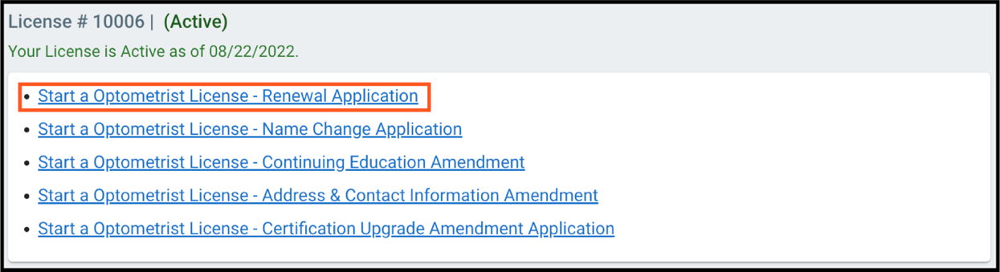 License # 10006 | (Active)
Your License is Active as of 08/22/2022.
• Start a Optometrist License - Renewal Application
• Start a Optometrist License - Name Change Application
• Start a Optometrist License - Continuing Education Amendment
• Start a Optometrist License - Address & Contact Information Amendment
• Start a Optometrist License - Certification Upgrade Amendment Application